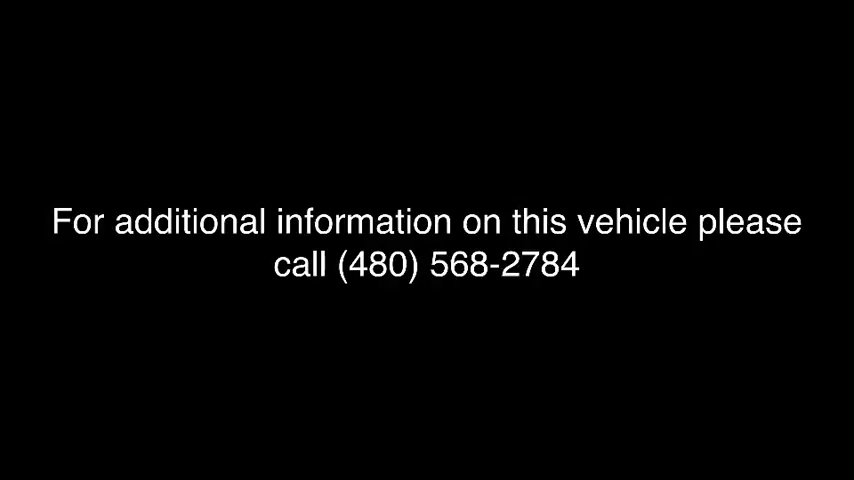 For additional information on this vehicle please
call (480) 568-2784